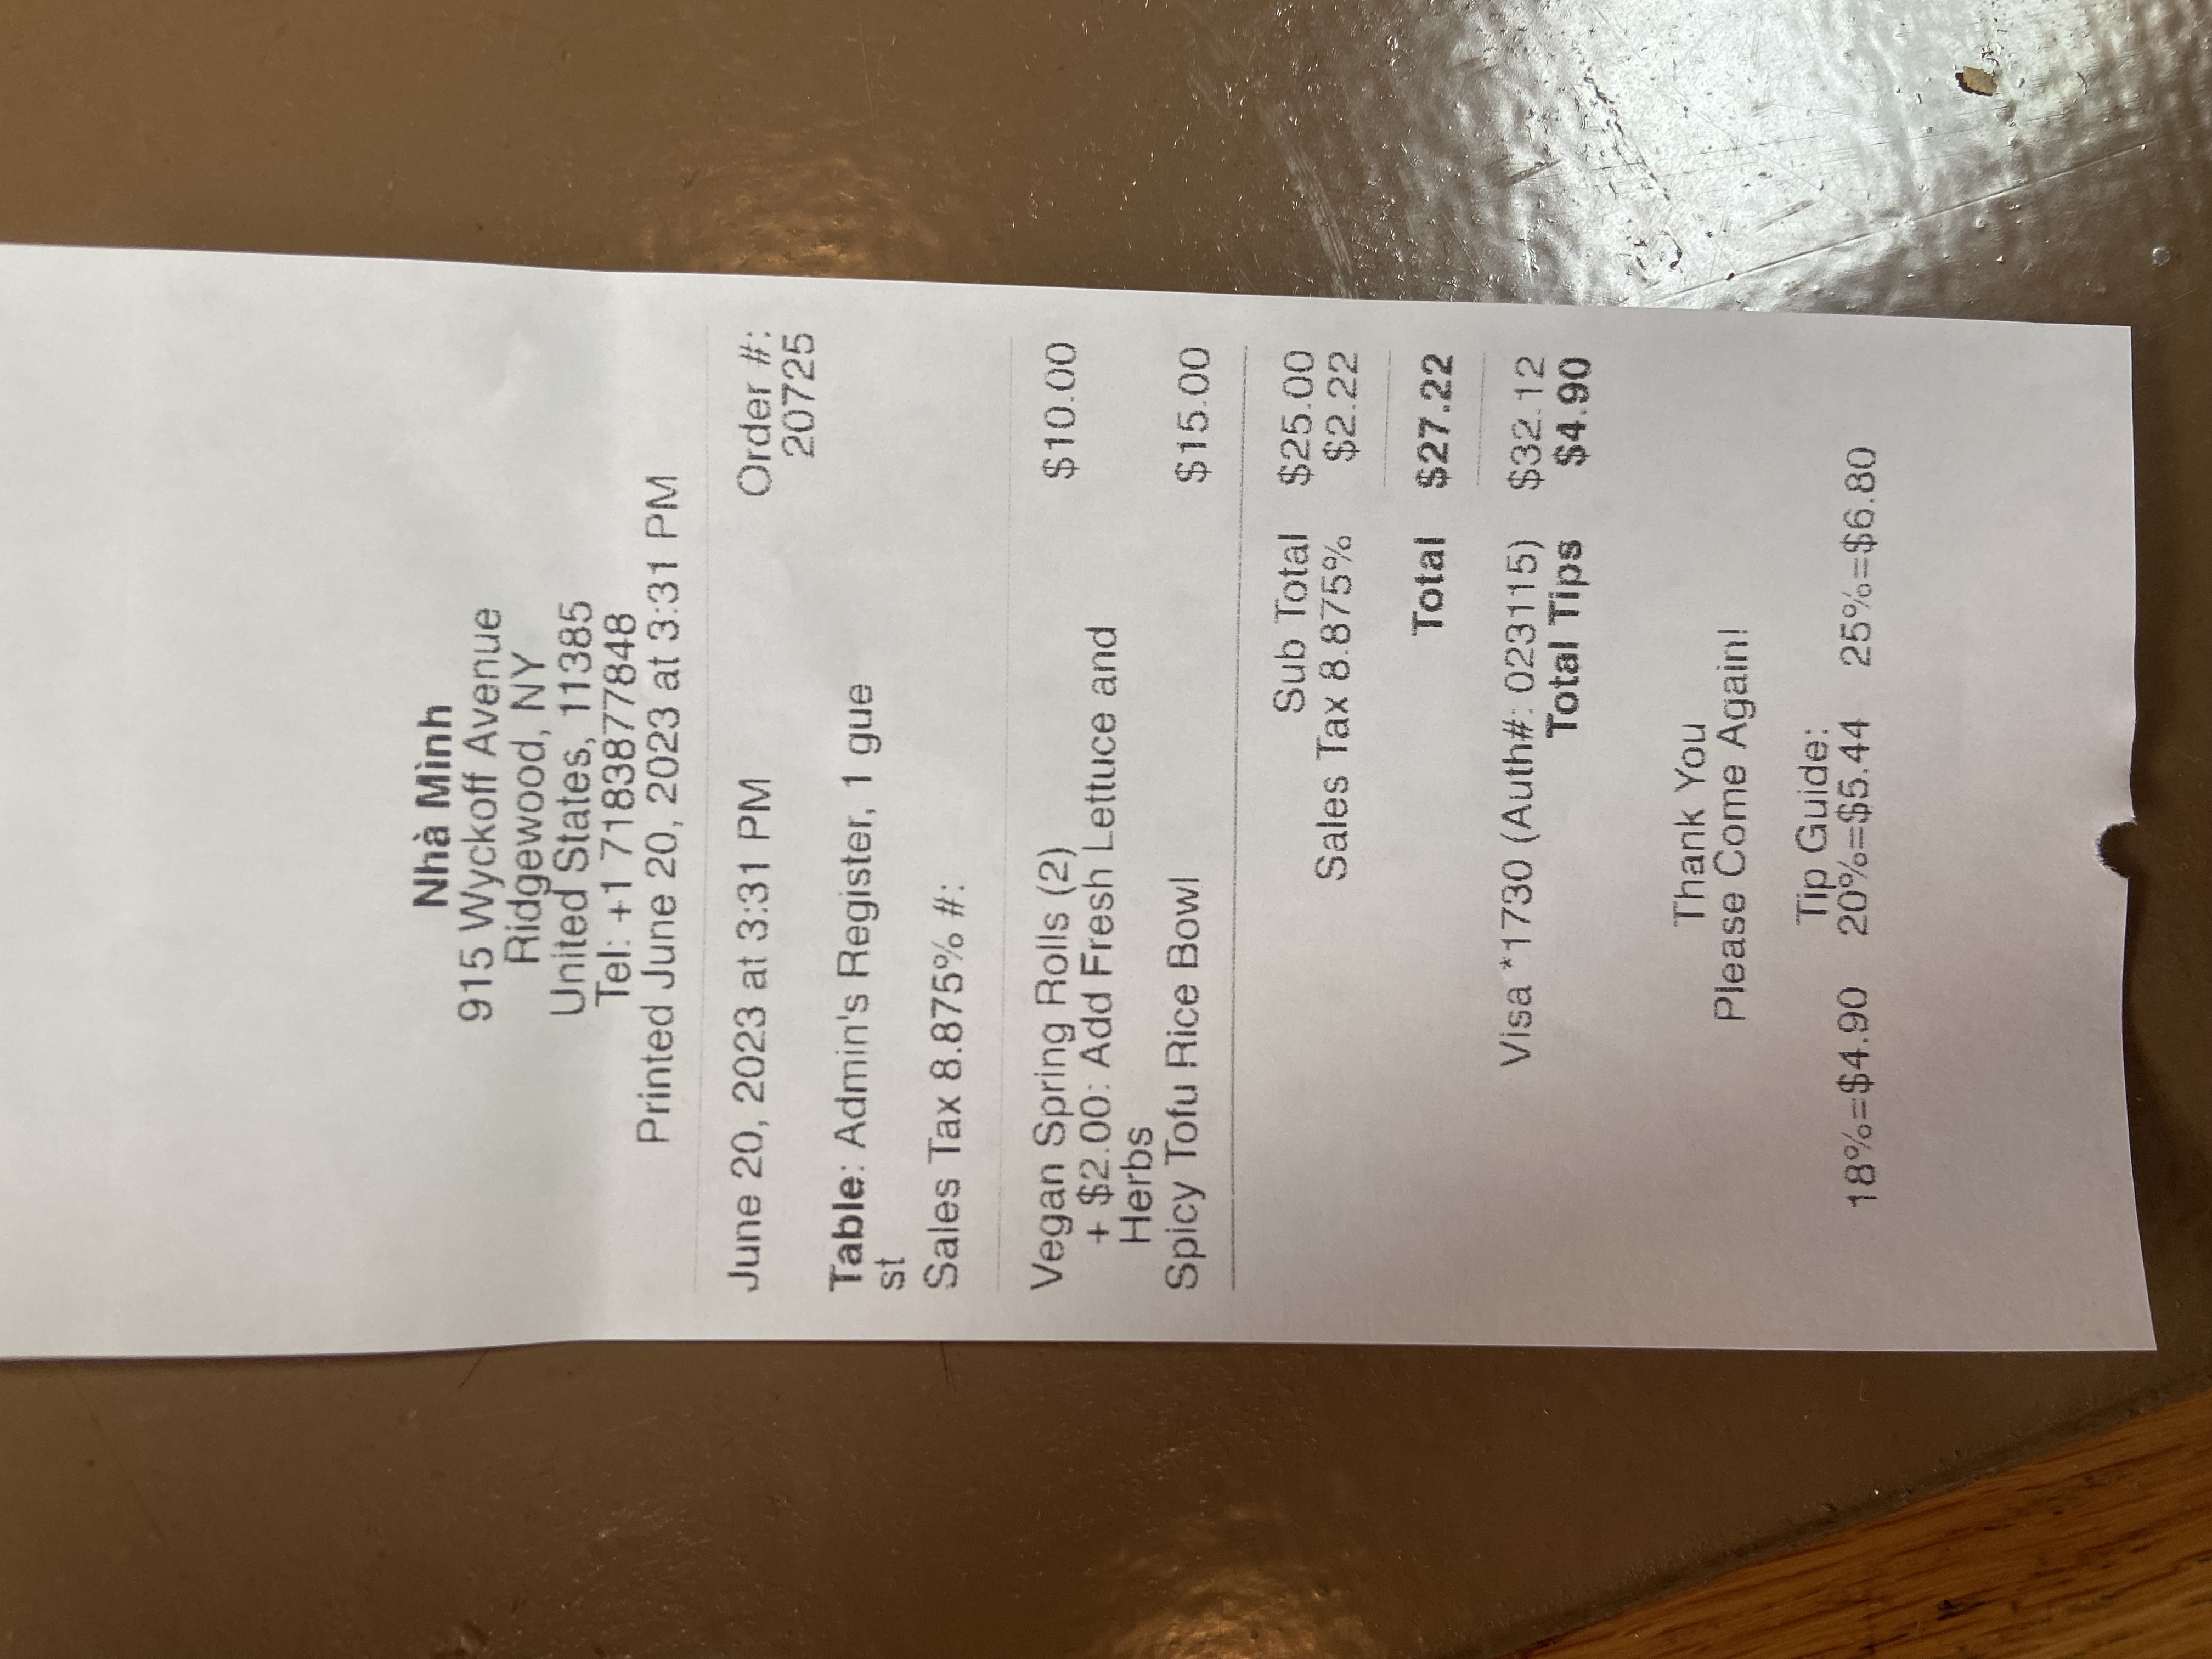 Nhà Mình
915 Wyckoff Avenue
Ridgewood, NY
United States, 11385
Tel: +1 7183877848
Printed June 20, 2023 at 3:31 PM
June 20, 2023 at 3:31 PM Order #:
20725
Table: Admin's Register, 1 gue
st
Sales Tax 8.875% #:
Vegan Spring Rolls (2) $10.00
+ $2.00: Add Fresh Lettuce and
Herbs
Spicy Tofu Rice Bowl $15.00
Sub Total $25.00
Sales Tax 8.875% $2.22
Total $27.22
Visa *1730 (Auth#: 023115) $32.12
Total Tips $4.90
Thank You
Please Come Again!
Tip Guide:
18%=$4.90 20%=$5.44 25%=$6.80